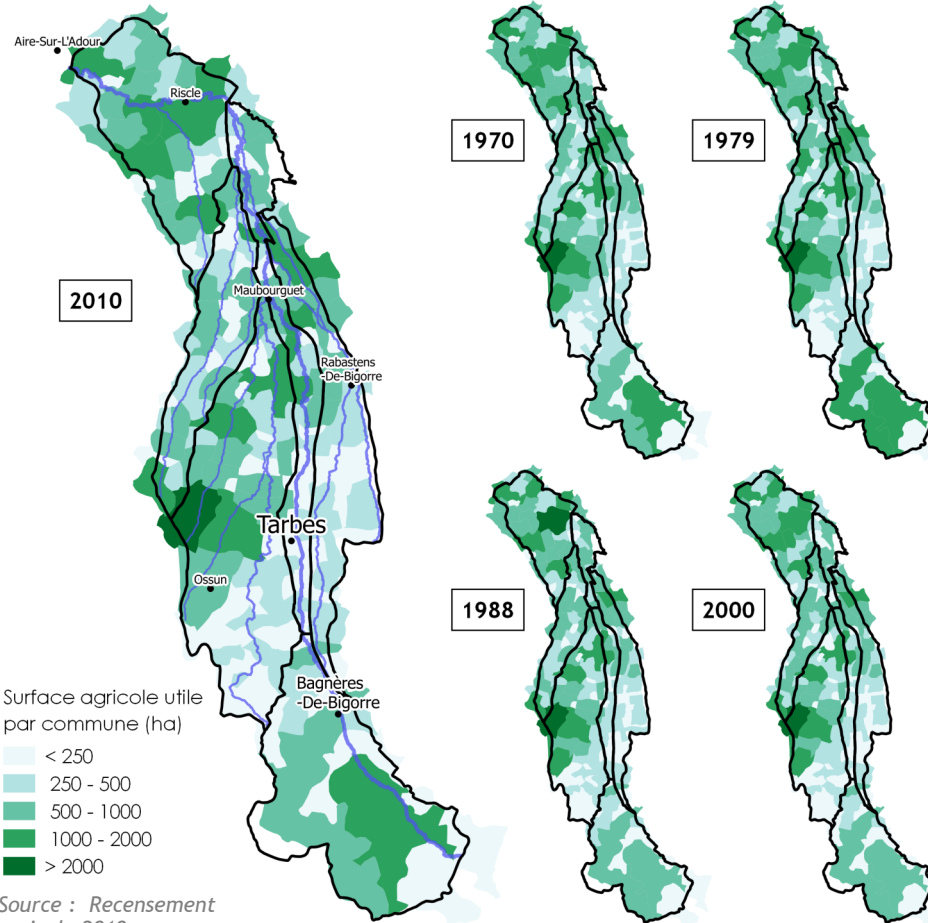 Aire-Sur-L'Adour
Riscle
1970
1979
2010
Maubourguet
Rabastens
-De-Bigorre
Tarbes
Ossun
1988
2000
Bagnères
-De-Bigorre
Surface agricole utile
par commune (ha)
< 250
250 - 500
500 - 1000
1000 - 2000
> 2000
Source : Recensement